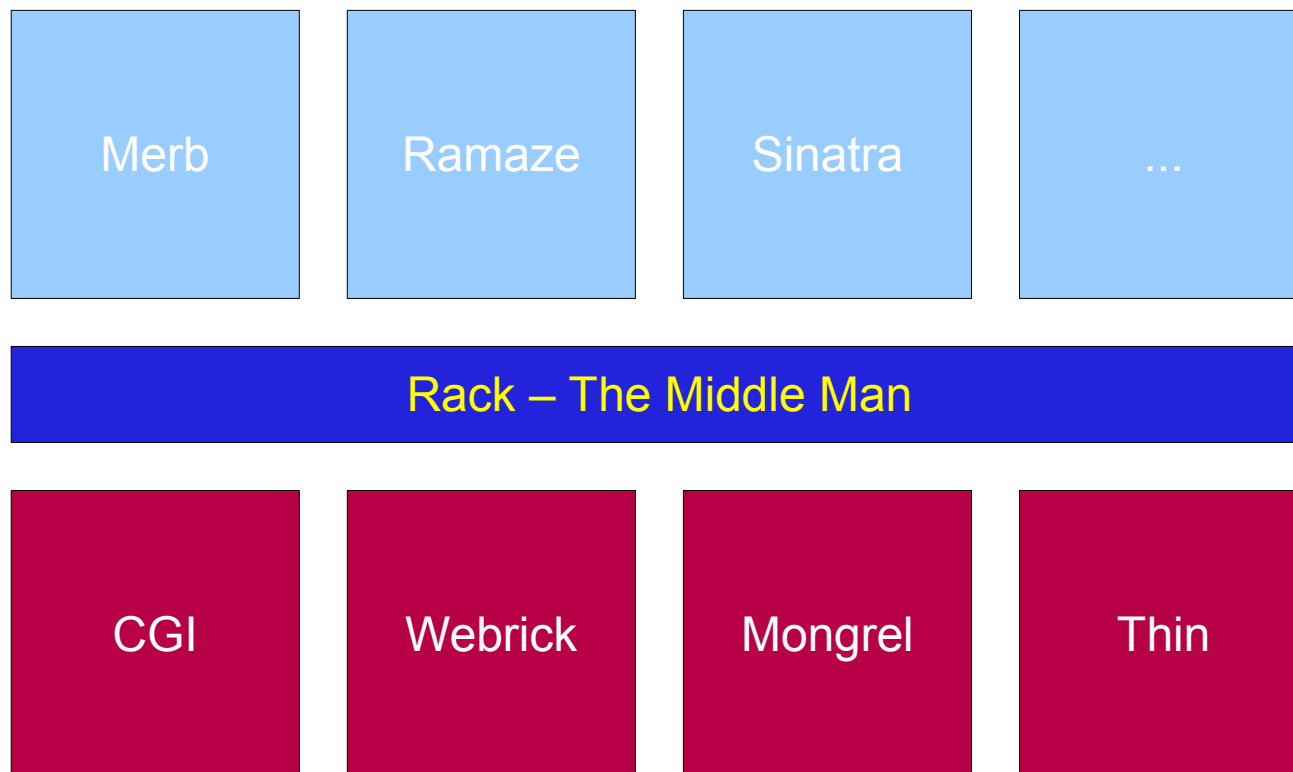 Merb
Ramaze
Sinatra
...
Rack – The Middle Man
CGI
Webrick
Mongrel
Thin